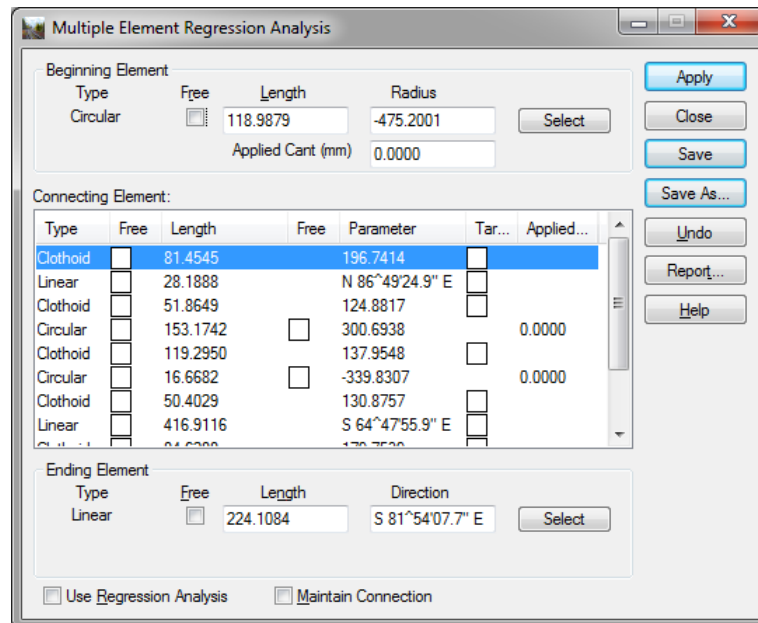 Multiple Element Regression Analysis
Beginning Element
Type Free Length Radius
Circular 118.9879 -475.2001 Select
Applied Cant (mm) 0.0000
Apply
Close
Save
Save As...
Undo
Report...
Help
Connecting Element:
Type Free Length Free Parameter Tar... Applied...
Clothoid 81.4545 196.7414
Linear 28.1888 N 86^49'24.9" E
Clothoid 51.8649 124.8817
Circular 153.1742 300.6938 0.0000
Clothoid 119.2950 137.9548
Circular 16.6682 -339.8307 0.0000
Clothoid 50.4029 130.8757
Linear 416.9116 S 64^47'55.9" E
Ending Element
Type Free Length Direction
Linear 224.1084 S 81^54'07.7" E Select
Use Regression Analysis Maintain Connection